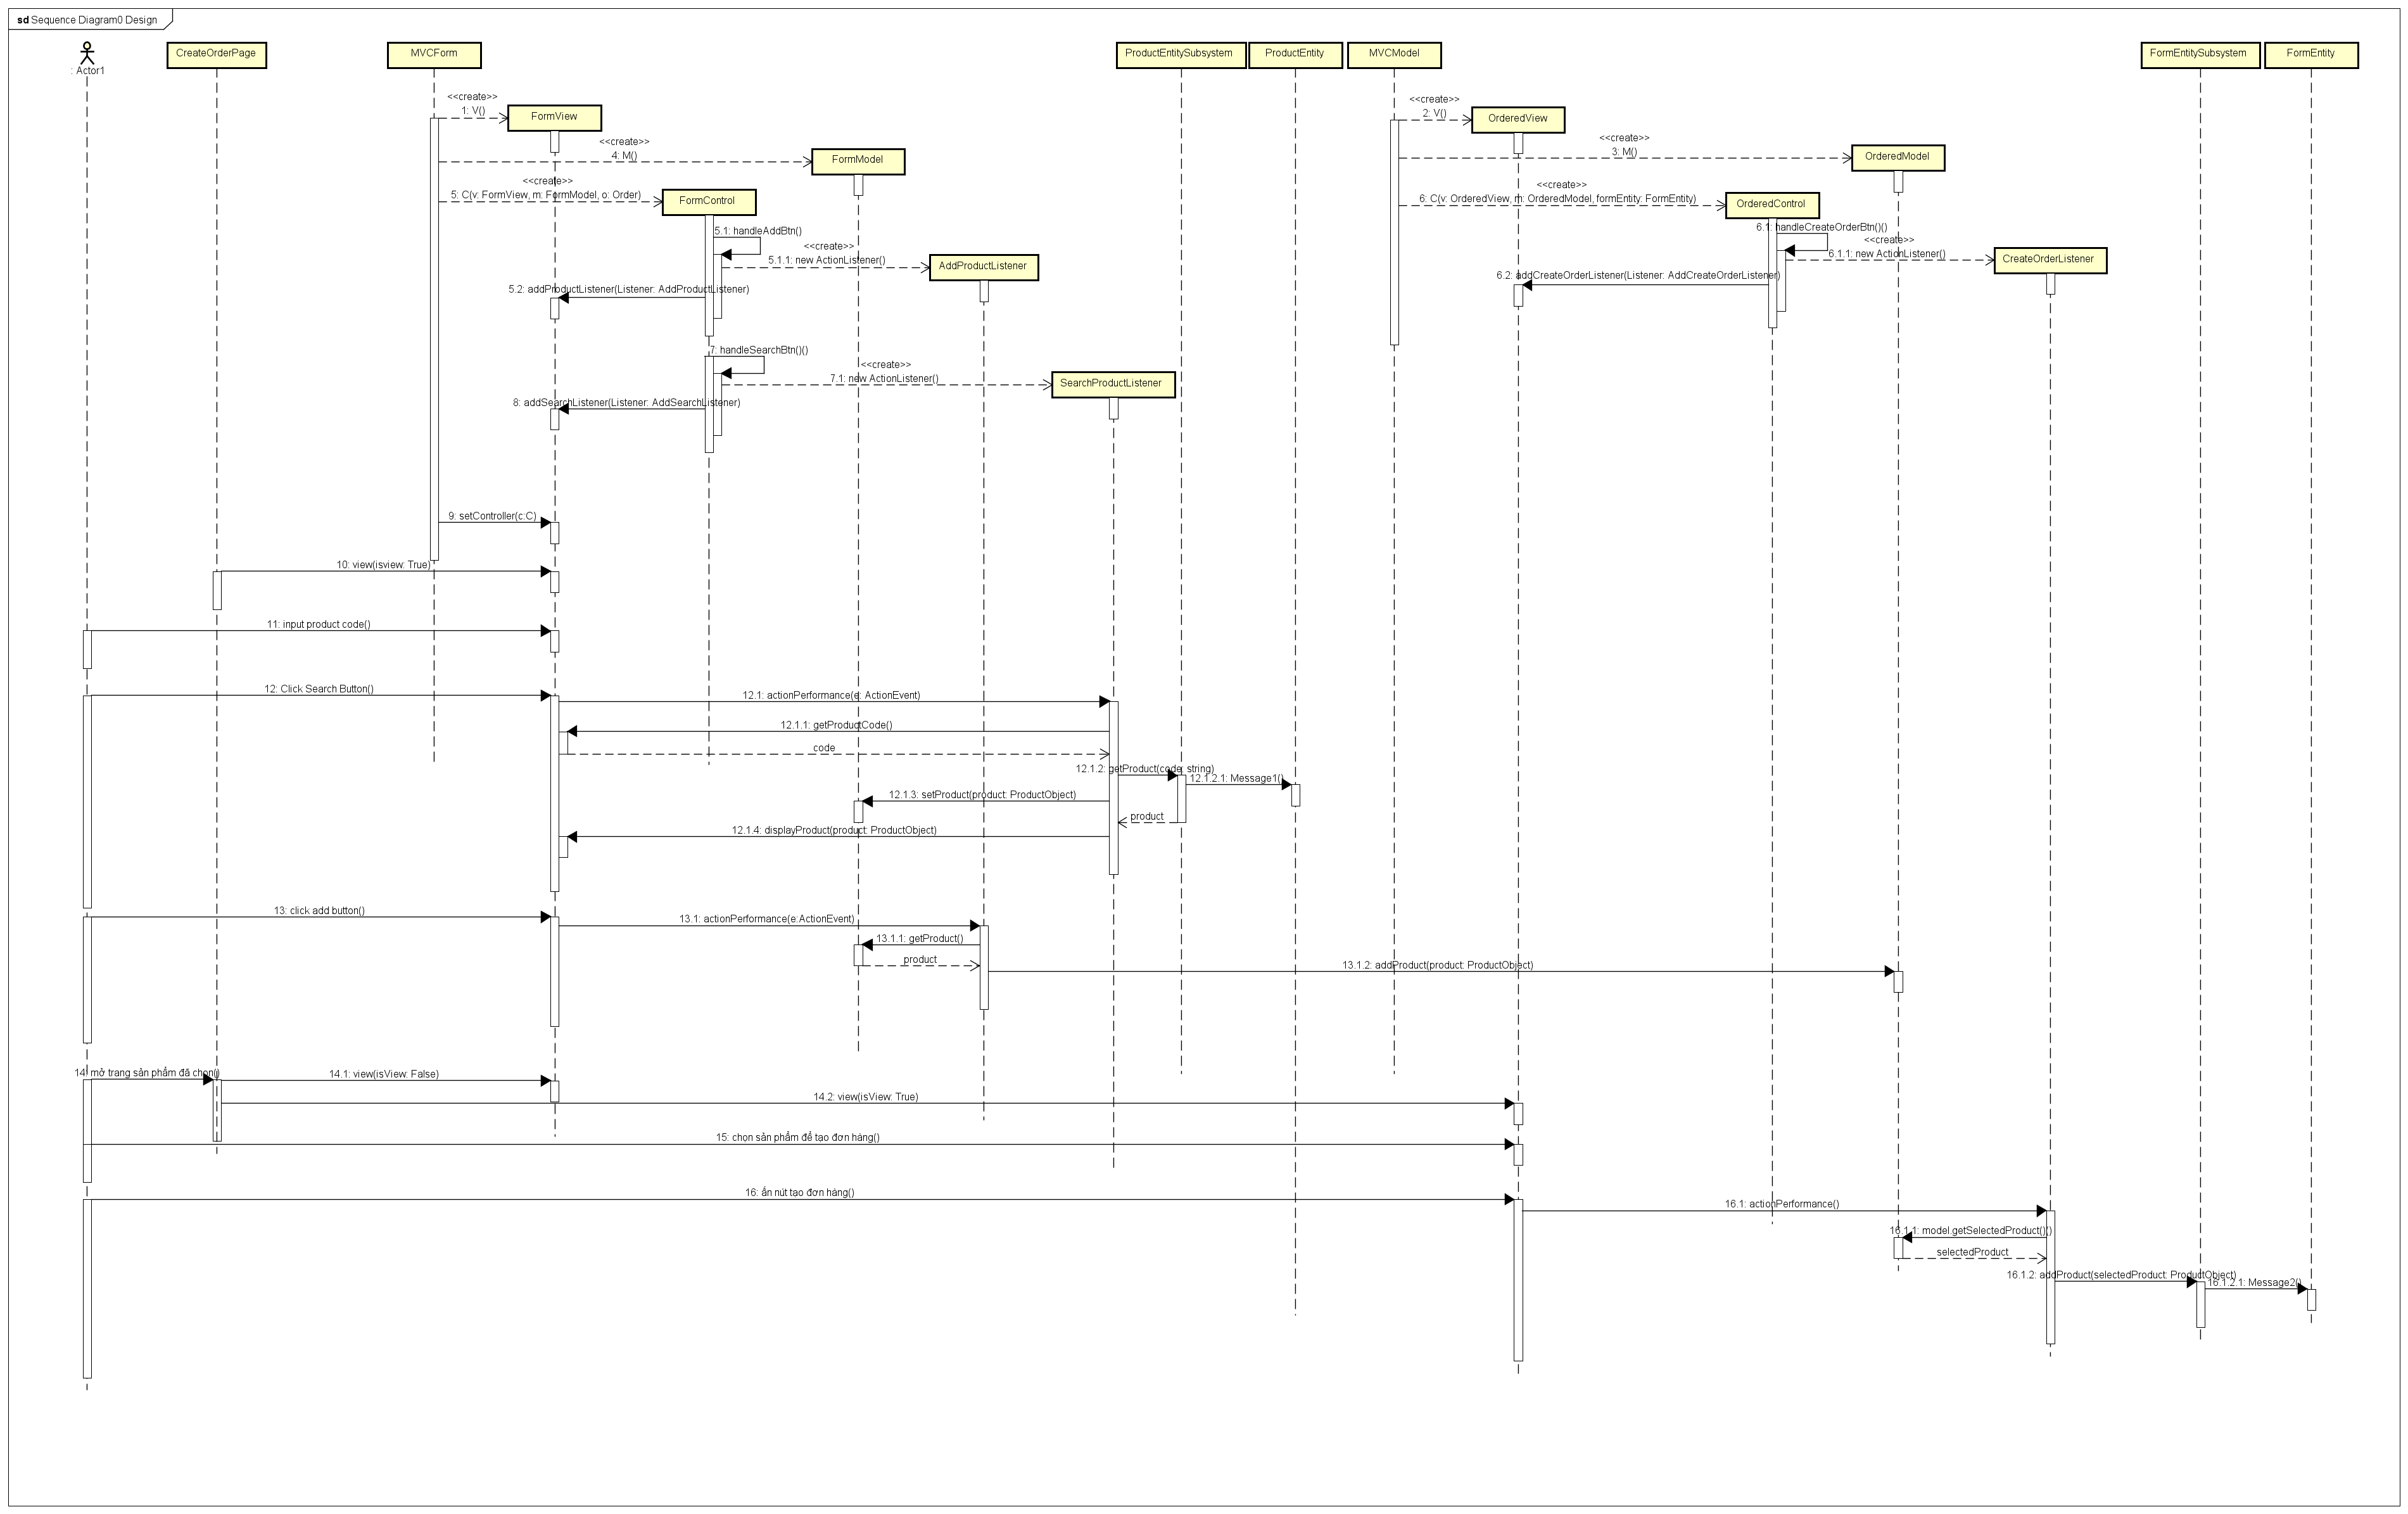 sd Sequence Diagram0 Design
: Actor1
CreateOrderPage
MVCForm
ProductEntitySubsystem
ProductEntity
MVCModel
FormEntitySubsystem
FormEntity
<<create>>
1: V()
FormView
<<create>>
2: V()
OrderedView
<<create>>
3: M()
OrderedModel
<<create>>
4: M()
FormModel
<<create>>
5: C(v: FormView, m: FormModel, o: Order)
FormControl
<<create>>
6: C(v: OrderedView, m: OrderedModel, formEntity: FormEntity)
OrderedControl
5.1: handleAddBtn()
<<create>>
5.1.1: new ActionListener()
AddProductListener
5.2: addProductListener(Listener: AddProductListener)
6.1: handleCreateOrderBtn()()
<<create>>
6.1.1: new ActionListener()
CreateOrderListener
6.2: addCreateOrderListener(Listener: AddCreateOrderListener)
7: handleSearchBtn()()
<<create>>
7.1: new ActionListener()
SearchProductListener
8: addSearchListener(Listener: AddSearchListener)
9: setController(c:C)
10: view(isview: True)
11: input product code()
12: Click Search Button()
12.1: actionPerformance(e: ActionEvent)
12.1.1: getProductCode()
code
12.1.2: getProduct(code: string)
12.1.2.1: Message1()
12.1.3: setProduct(product: ProductObject)
product
12.1.4: displayProduct(product: ProductObject)
13: click add button()
13.1: actionPerformance(e:ActionEvent)
13.1.1: getProduct()
product
13.1.2: addProduct(product: ProductObject)
14: mở trang sản phẩm đã chọn()
14.1: view(isView: False)
14.2: view(isView: True)
15: chọn sản phẩm để tạo đơn hàng()
16: ấn nút tạo đơn hàng()
16.1: actionPerformance()
16.1.1: model.getSelectedProduct()()
selectedProduct
16.1.2: addProduct(selectedProduct: ProductObject)
16.1.2.1: Message2()